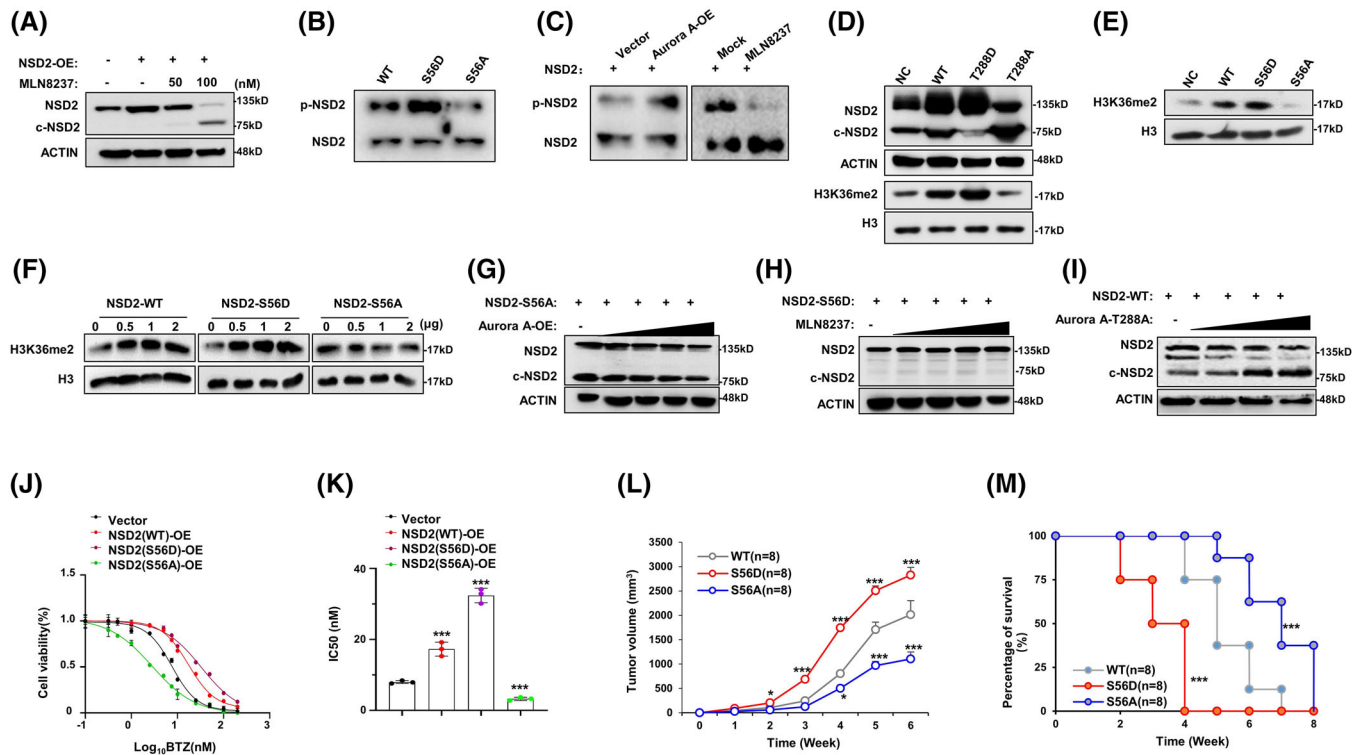 (A)
NSD2-OE: - + + +
MLN8237: - - 50 100 (nM)
NSD2
-135kD
c-NSD2
-75kD
ACTIN
-48kD
(B)
WT S56D S56A
p-NSD2
NSD2
(C)
Vector Aurora A-OE Mock MLN8237
NSD2: + + + +
p-NSD2
NSD2
(D)
NC WT T288D T288A
NSD2
-135kD
c-NSD2
-75kD
ACTIN
-48kD
H3K36me2
-17kD
H3
-17kD
(E)
NC WT S56D S56A
H3K36me2
-17kD
H3
-17kD
(F)
NSD2-WT NSD2-S56D NSD2-S56A
0 0.5 1 2 0 0.5 1 2 0 0.5 1 2 (μg)
H3K36me2
-17kD
H3
-17kD
(G)
NSD2-S56A: + + + + +
Aurora A-OE: -
NSD2
-135kD
c-NSD2
-75kD
ACTIN
-48kD
(H)
NSD2-S56D: + + + + +
MLN8237: -
NSD2
-135kD
c-NSD2
-75kD
ACTIN
-48kD
(I)
NSD2-WT: + + + + +
Aurora A-T288A: -
NSD2
-135kD
c-NSD2
-75kD
ACTIN
-48kD
(J)
Vector
NSD2(WT)-OE
NSD2(S56D)-OE
NSD2(S56A)-OE
Cell viability(%)
1.5
1.0
0.5
0
-1 0 1 2 3
Log10BTZ(nM)
(K)
Vector
NSD2(WT)-OE
NSD2(S56D)-OE
NSD2(S56A)-OE
IC50 (nM)
60
40
20
0
***
***
***
(L)
Tumor volume (mm³)
3500
3000
2500
2000
1500
1000
500
0
WT(n=8)
S56D(n=8)
S56A(n=8)
* *** *** *** ***
* *** ***
0 1 2 3 4 5 6
Time (Week)
(M)
Percentage of survival
(%)
100
75
50
25
0
WT(n=8)
S56D(n=8)
S56A(n=8)
***
***
0 2 4 6 8
Time (Week)